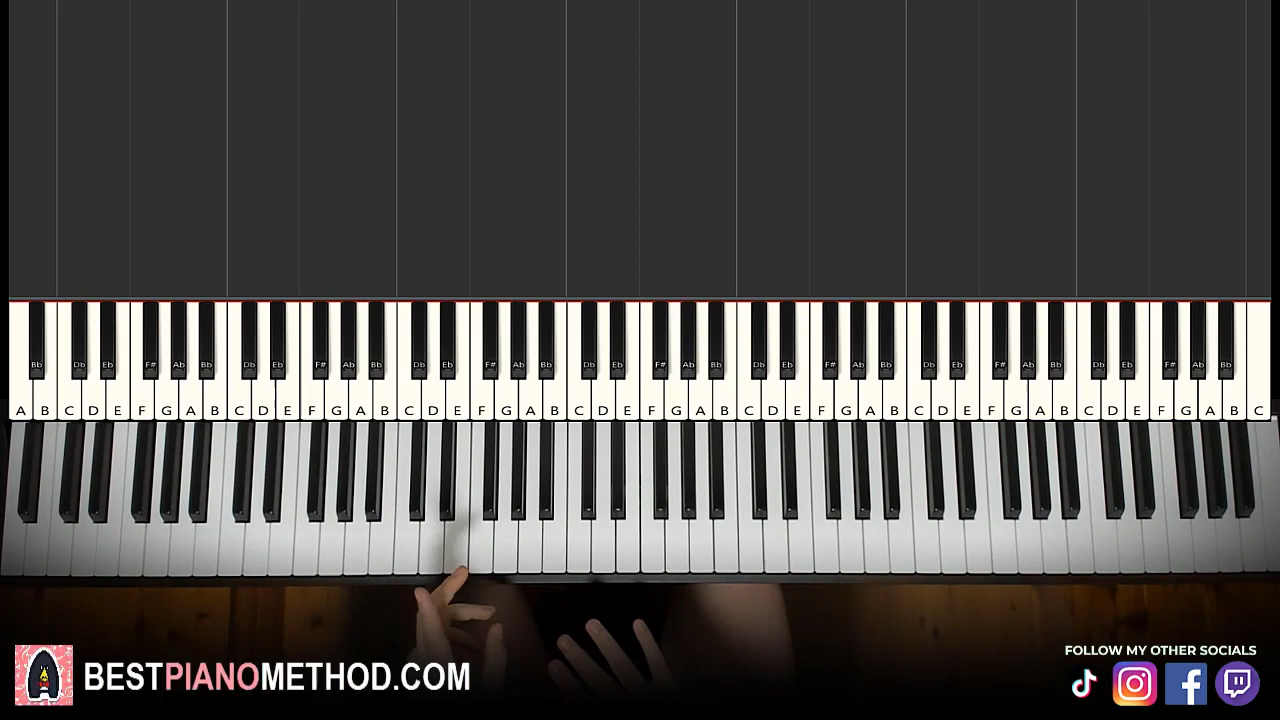 Bb Db Eb F# Ab Bb Db Eb F# Ab Bb Db Eb F# Ab Bb Db Eb F# Ab Bb Db Eb F# Ab Bb Db Eb F# Ab Bb Db Eb F# Ab Bb
A B C D E F G A B C D E F G A B C D E F G A B C D E F G A B C D E F G A B C D E F G A B C D E F G A B C
FOLLOW MY OTHER SOCIALS
BESTPIANOMETHOD.COM